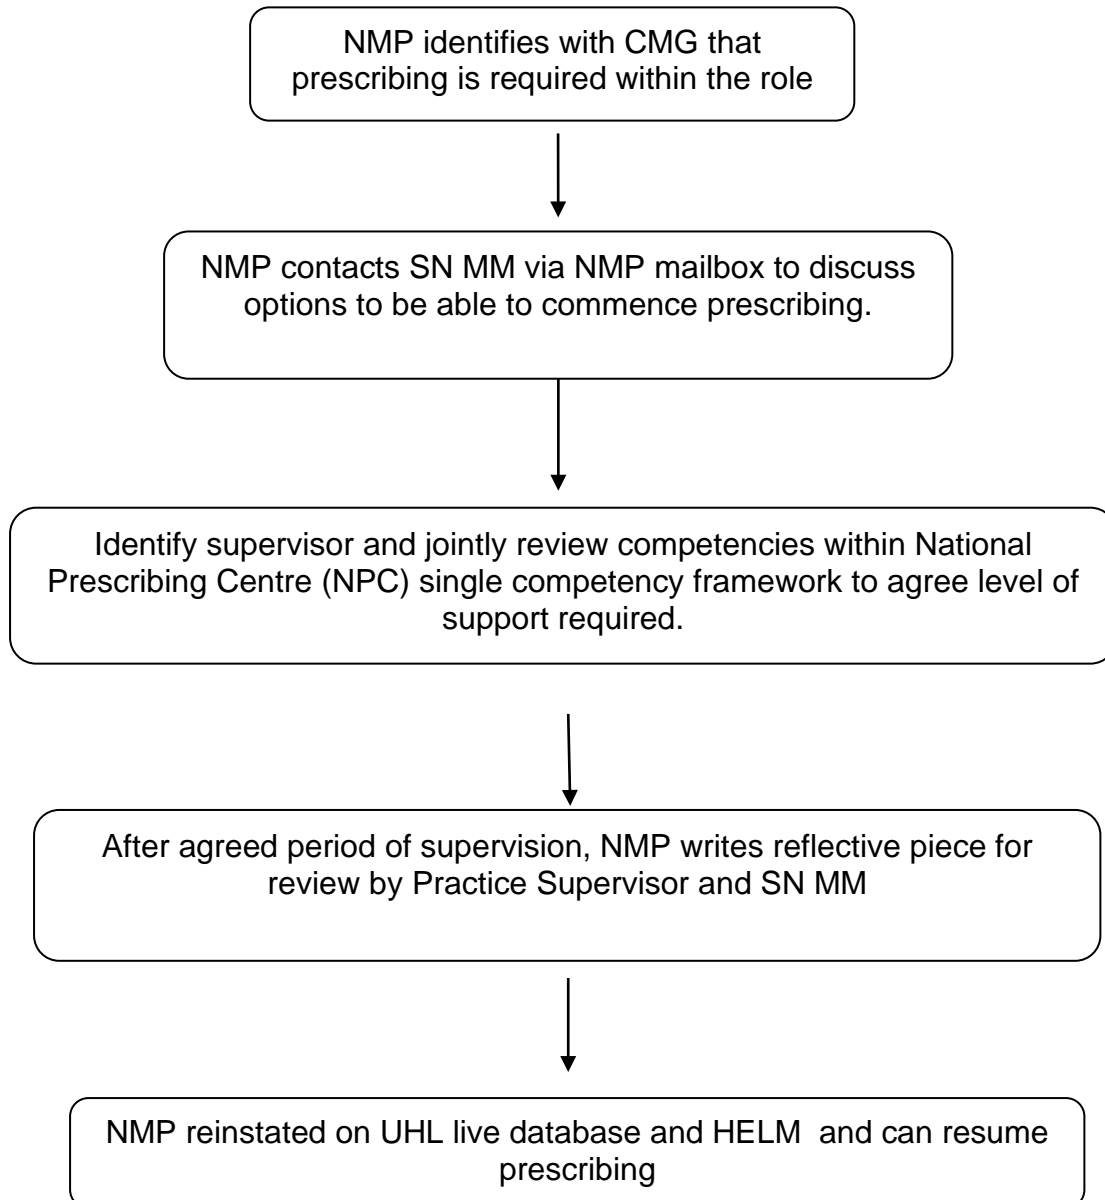 NMP identifies with CMG that
prescribing is required within the role
NMP contacts SN MM via NMP mailbox to discuss
options to be able to commence prescribing.
Identify supervisor and jointly review competencies within National
Prescribing Centre (NPC) single competency framework to agree level of
support required.
After agreed period of supervision, NMP writes reflective piece for
review by Practice Supervisor and SN MM
NMP reinstated on UHL live database and HELM  and can resume
prescribing